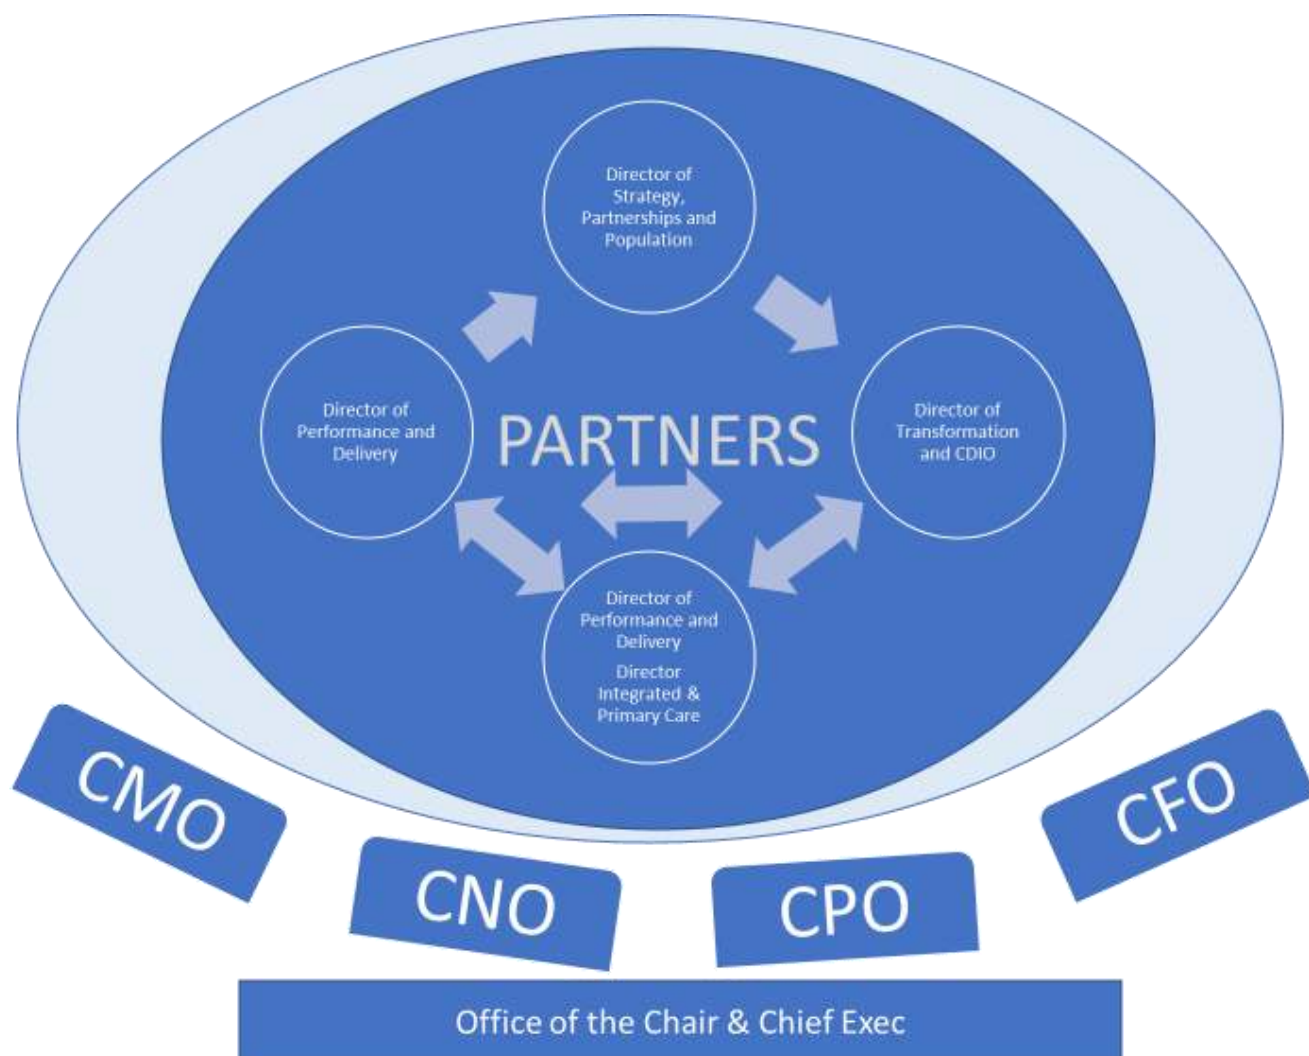 Director of
Strategy,
Partnerships and
Population
Director of
Performance and
Delivery
PARTNERS
Director of
Transformation
and CDIO
Director of
Performance and
Delivery
Director
Integrated &
Primary Care
CMO
CNO
CPO
CFO
Office of the Chair & Chief Exec